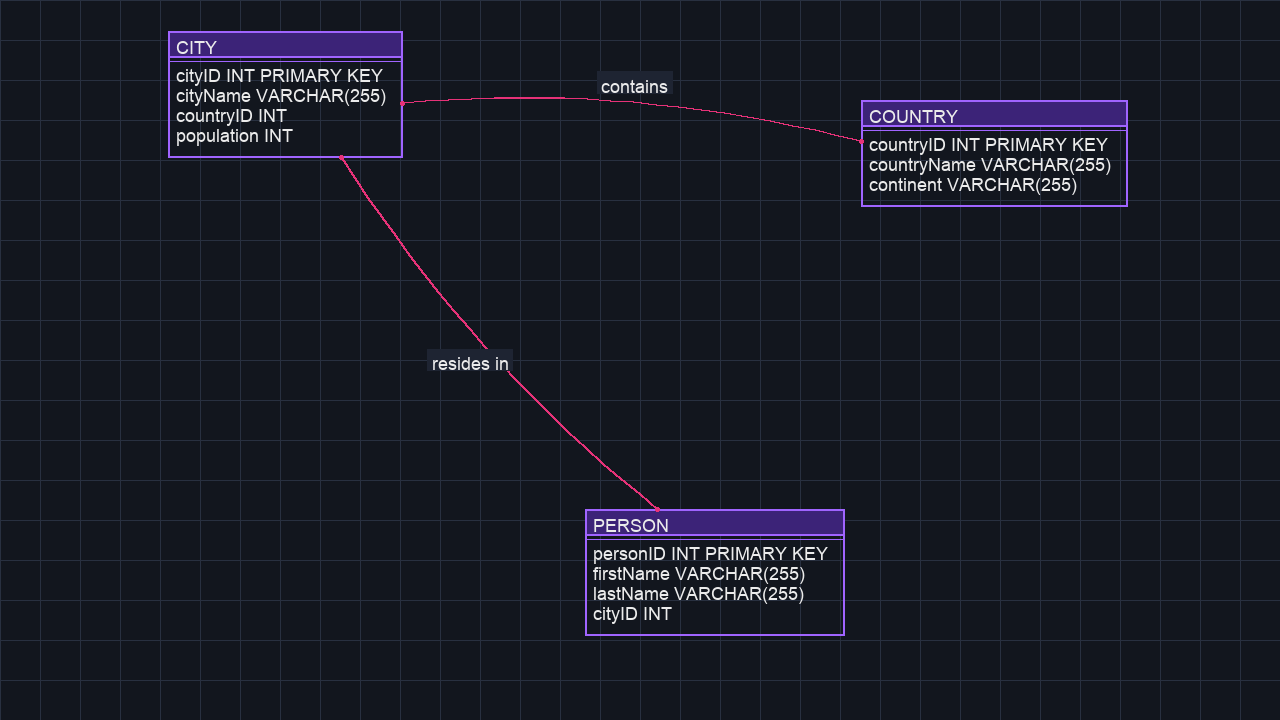 CITY
cityID INT PRIMARY KEY
cityName VARCHAR(255)
countryID INT
population INT
contains
COUNTRY
countryID INT PRIMARY KEY
countryName VARCHAR(255)
continent VARCHAR(255)
resides in
PERSON
personID INT PRIMARY KEY
firstName VARCHAR(255)
lastName VARCHAR(255)
cityID INT